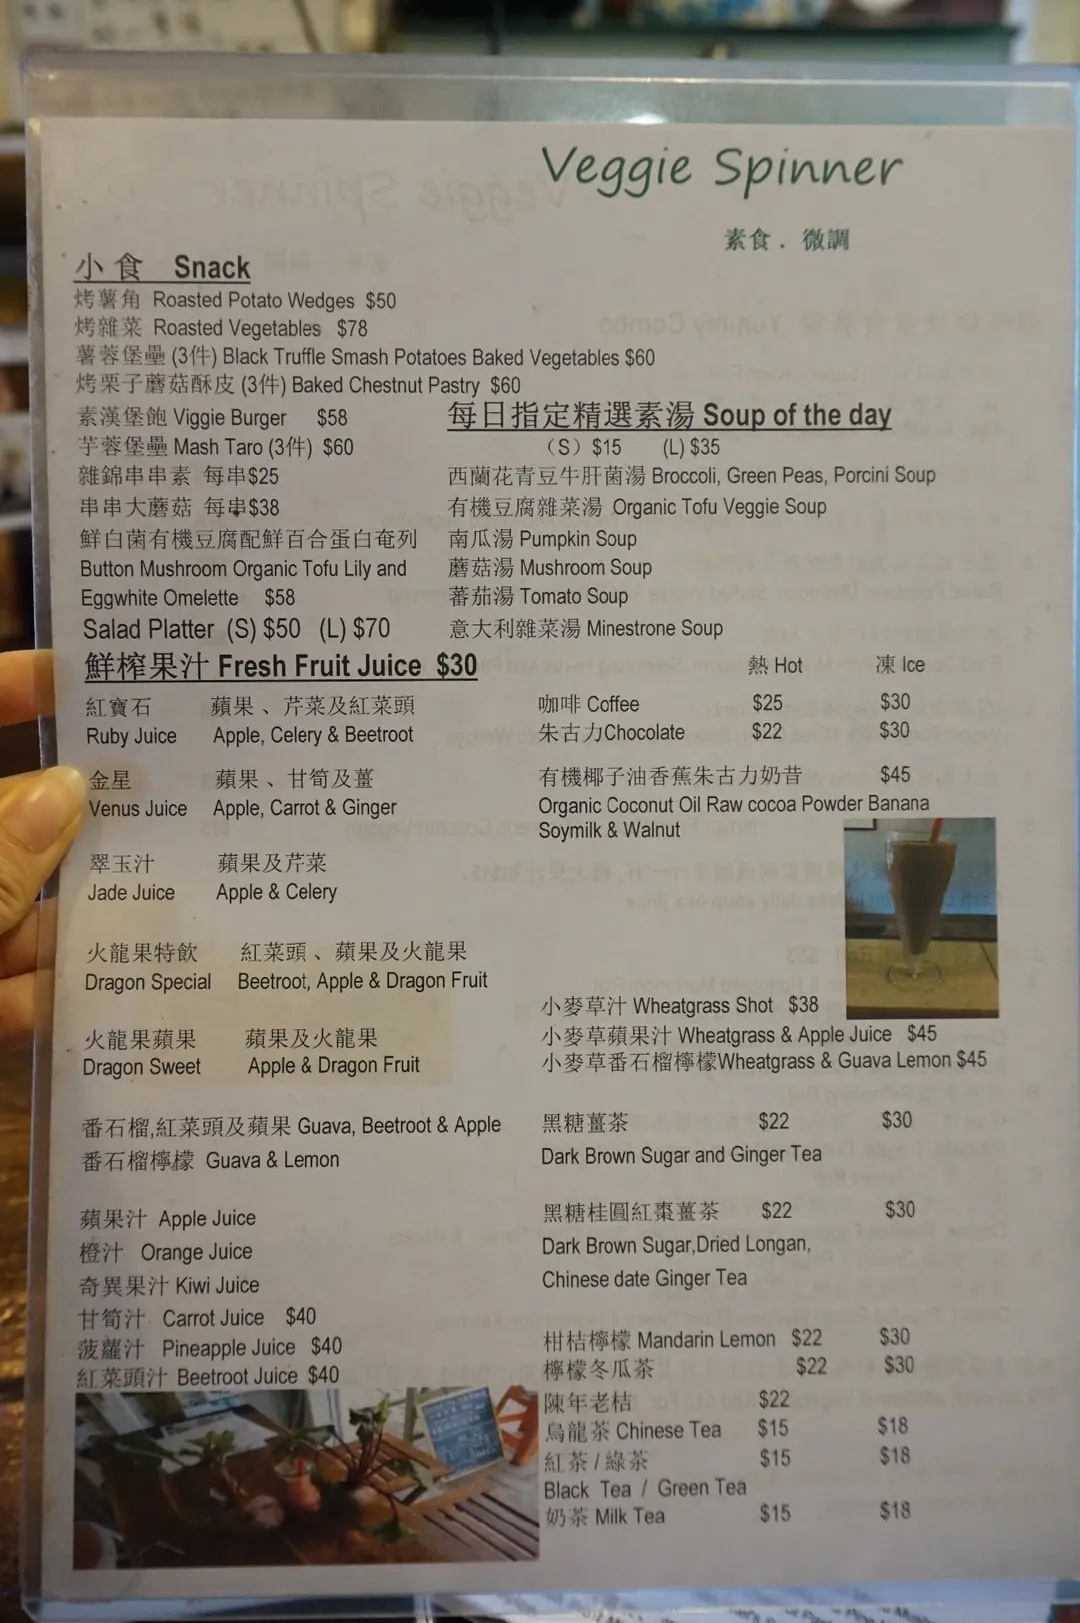 Veggie Spinner
素食．微調
小食 Snack
烤薯角 Roasted Potato Wedges $50
烤雜菜 Roasted Vegetables $78
薯蓉堡壘 (3件) Black Truffle Smash Potatoes Baked Vegetables $60
烤栗子蘑菇酥皮 (3件) Baked Chestnut Pastry $60
素漢堡飽 Viggie Burger $58
芋蓉堡壘 Mash Taro (3件) $60
雜錦串串素 每串$25
串串大蘑菇 每串$38
鮮白菌有機豆腐配鮮百合蛋白奄列
Button Mushroom Organic Tofu Lily and
Eggwhite Omelette $58
Salad Platter (S) $50 (L) $70
每日指定精選素湯 Soup of the day
(S) $15 (L) $35
西蘭花青豆牛肝菌湯 Broccoli, Green Peas, Porcini Soup
有機豆腐雜菜湯 Organic Tofu Veggie Soup
南瓜湯 Pumpkin Soup
蘑菇湯 Mushroom Soup
蕃茄湯 Tomato Soup
意大利雜菜湯 Minestrone Soup
鮮榨果汁 Fresh Fruit Juice $30
紅寶石 蘋果、芹菜及紅菜頭
Ruby Juice Apple, Celery & Beetroot
金星 蘋果、甘筍及薑
Venus Juice Apple, Carrot & Ginger
翠玉汁 蘋果及芹菜
Jade Juice Apple & Celery
火龍果特飲 紅菜頭、蘋果及火龍果
Dragon Special Beetroot, Apple & Dragon Fruit
火龍果蘋果 蘋果及火龍果
Dragon Sweet Apple & Dragon Fruit
番石榴,紅菜頭及蘋果 Guava, Beetroot & Apple
番石榴檸檬 Guava & Lemon
蘋果汁 Apple Juice
橙汁 Orange Juice
奇異果汁 Kiwi Juice
甘筍汁 Carrot Juice $40
菠蘿汁 Pineapple Juice $40
紅菜頭汁 Beetroot Juice $40
熱 Hot 凍 Ice
咖啡 Coffee $25 $30
朱古力Chocolate $22 $30
有機椰子油香蕉朱古力奶昔 $45
Organic Coconut Oil Raw cocoa Powder Banana
Soymilk & Walnut
小麥草汁 Wheatgrass Shot $38
小麥草蘋果汁 Wheatgrass & Apple Juice $45
小麥草番石榴檸檬Wheatgrass & Guava Lemon $45
黑糖薑茶 $22 $30
Dark Brown Sugar and Ginger Tea
黑糖桂圓紅棗薑茶 $22 $30
Dark Brown Sugar,Dried Longan,
Chinese date Ginger Tea
柑桔檸檬 Mandarin Lemon $22 $30
檸檬冬瓜茶 $22 $30
陳年老桔 $22
烏龍茶 Chinese Tea $15 $18
紅茶 / 綠茶 $15 $18
Black Tea / Green Tea
奶茶 Milk Tea $15 $18